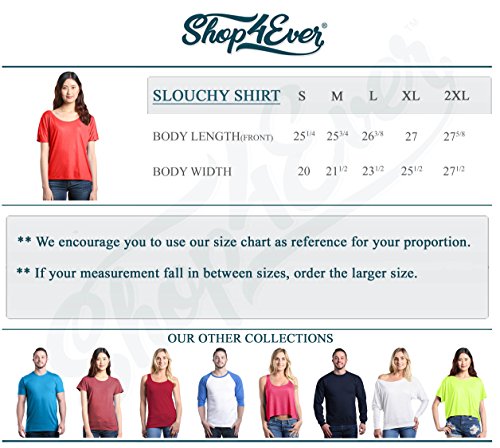 Shop4Ever®
SLOUCHY SHIRT S M L XL 2XL
BODY LENGTH(FRONT) 25 1/4 25 3/4 26 3/8 27 27 5/8
BODY WIDTH 20 21 1/2 23 1/2 25 1/2 27 1/2
** We encourage you to use our size chart as reference for your proportion.
** If your measurement fall in between sizes, order the larger size.
OUR OTHER COLLECTIONS
Shop4Ever